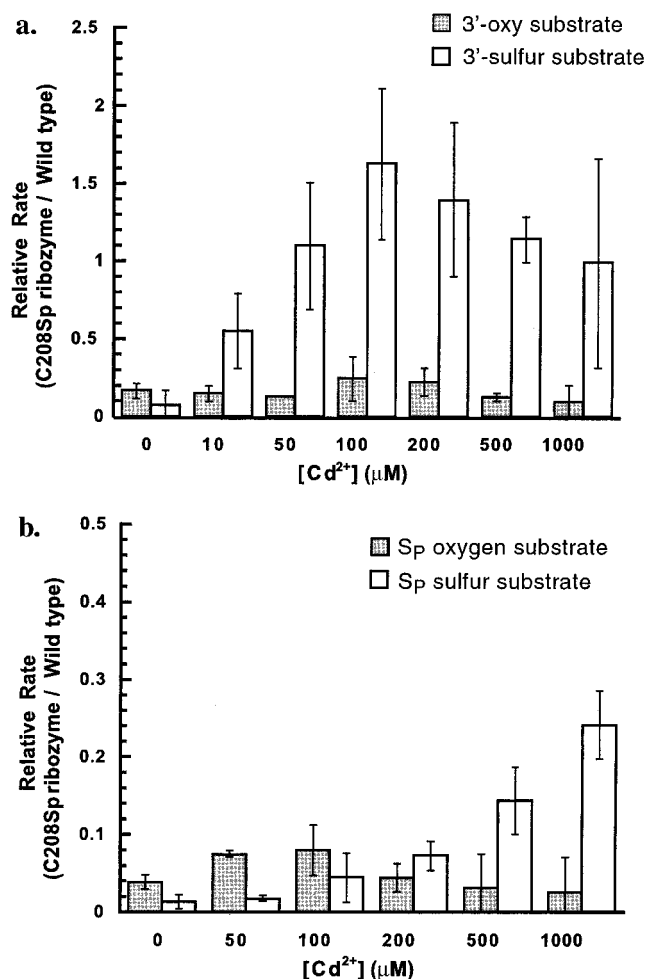 a.
3'-oxy substrate
3'-sulfur substrate
Relative Rate
(C208Sp ribozyme / Wild type)
2.5
2
1.5
1
0.5
0
0 10 50 100 200 500 1000
[Cd²⁺] (μM)
b.
Sₚ oxygen substrate
Sₚ sulfur substrate
Relative Rate
(C208Sp ribozyme / Wild type)
0.5
0.4
0.3
0.2
0.1
0
0 50 100 200 500 1000
[Cd²⁺] (μM)